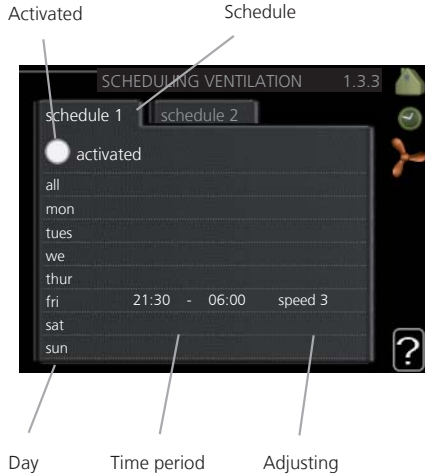 Activated Schedule
SCHEDULING VENTILATION 1.3.3
schedule 1 schedule 2
activated
all
mon
tues
we
thur
fri 21:30 - 06:00 speed 3
sat
sun
?
Day Time period Adjusting